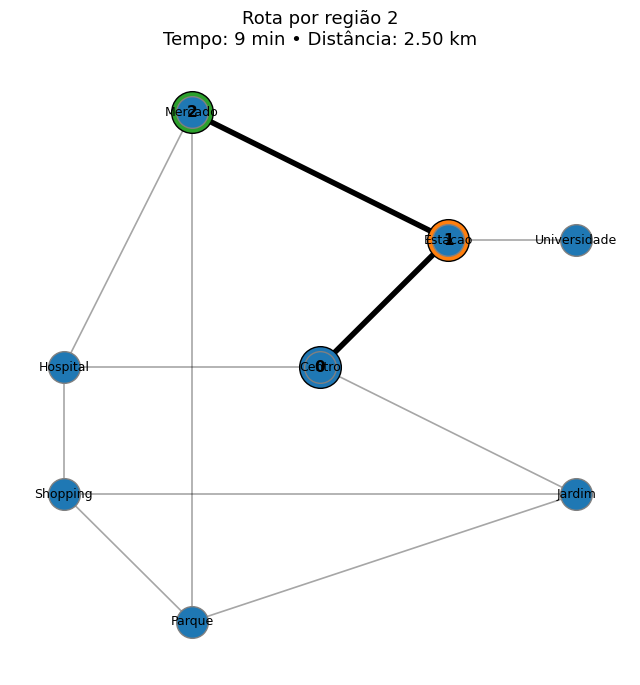 Rota por região 2
Tempo: 9 min • Distância: 2.50 km
Mercado
2
Estacao
1
Universidade
Hospital
Centro
0
Shopping
Jardim
Parque